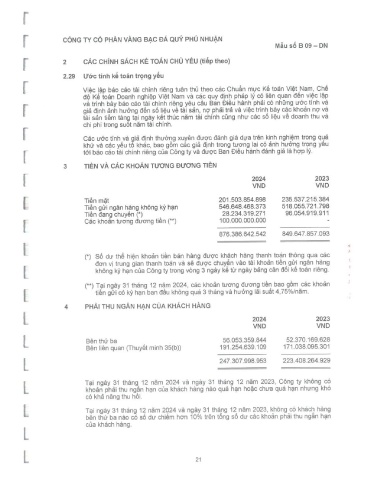 CÔNG TY CỔ PHẦN VÀNG BẠC ĐÁ QUÝ PHÚ NHUẬN
Mẫu số B 09 – DN
2 CÁC CHÍNH SÁCH KẾ TOÁN CHỦ YẾU (tiếp theo)
2.29 Ước tính kế toán trọng yếu
Việc lập báo cáo tài chính riêng tuân thủ theo các Chuẩn mực Kế toán Việt Nam, Chế
độ Kế toán Doanh nghiệp Việt Nam và các quy định pháp lý có liên quan đến việc lập
và trình bày báo cáo tài chính riêng yêu cầu Ban Điều hành phải có những ước tính và
giả định ảnh hưởng đến số liệu về tài sản, nợ phải trả và việc trình bày các khoản nợ và
tài sản tiềm tàng tại ngày kết thúc năm tài chính cũng như các số liệu về doanh thu và
chi phí trong suốt năm tài chính.
Các ước tính và giả định thường xuyên được đánh giá dựa trên kinh nghiệm trong quá
khứ và các yếu tố khác, bao gồm các giả định trong tương lai có ảnh hưởng trọng yếu
tới báo cáo tài chính riêng của Công ty và được Ban Điều hành đánh giá là hợp lý.
3 TIỀN VÀ CÁC KHOẢN TƯƠNG ĐƯƠNG TIỀN
2024 2023
VND VND
Tiền mặt 201.503.854.898 235.537.215.384
Tiền gửi ngân hàng không kỳ hạn 546.648.468.373 518.055.721.798
Tiền đang chuyển (*) 28.234.319.271 96.054.919.911
Các khoản tương đương tiền (**) 100.000.000.000 -
876.386.642.542 849.647.857.093
(*) Số dư thể hiện khoản tiền bán hàng được khách hàng thanh toán thông qua các
đơn vị trung gian thanh toán và sẽ được chuyển vào tài khoản tiền gửi ngân hàng
không kỳ hạn của Công ty trong vòng 3 ngày kể từ ngày bảng cân đối kế toán riêng.
(**) Tại ngày 31 tháng 12 năm 2024, các khoản tương đương tiền bao gồm các khoản
tiền gửi có kỳ hạn ban đầu không quá 3 tháng và hưởng lãi suất 4,75%/năm.
4 PHẢI THU NGẮN HẠN CỦA KHÁCH HÀNG
2024 2023
VND VND
Bên thứ ba 56.053.359.844 52.370.169.628
Bên liên quan (Thuyết minh 35(b)) 191.254.639.109 171.038.095.301
247.307.998.953 223.408.264.929
Tại ngày 31 tháng 12 năm 2024 và ngày 31 tháng 12 năm 2023, Công ty không có
khoản phải thu ngắn hạn của khách hàng nào quá hạn hoặc chưa quá hạn nhưng khó
có khả năng thu hồi.
Tại ngày 31 tháng 12 năm 2024 và ngày 31 tháng 12 năm 2023, không có khách hàng
bên thứ ba nào có số dư chiếm hơn 10% trên tổng số dư các khoản phải thu ngắn hạn
của khách hàng.
21